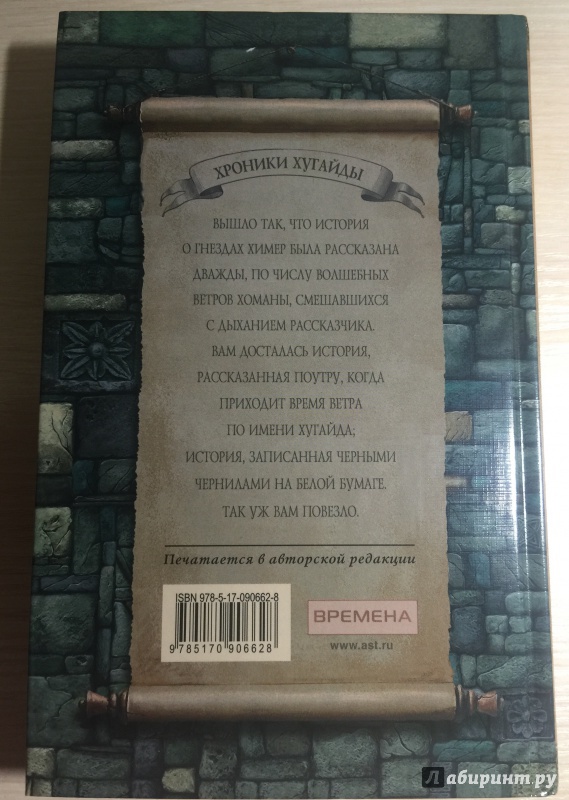 ХРОНИКИ ХУГАЙДЫ
ВЫШЛО ТАК, ЧТО ИСТОРИЯ
О ГНЕЗДАХ ХИМЕР БЫЛА РАССКАЗАНА
ДВАЖДЫ, ПО ЧИСЛУ ВОЛШЕБНЫХ
ВЕТРОВ ХОМАНЫ, СМЕШАВШИХСЯ
С ДЫХАНИЕМ РАССКАЗЧИКА.
ВАМ ДОСТАЛАСЬ ИСТОРИЯ,
РАССКАЗАННАЯ ПОУТРУ, КОГДА
ПРИХОДИТ ВРЕМЯ ВЕТРА
ПО ИМЕНИ ХУГАЙДА;
ИСТОРИЯ, ЗАПИСАННАЯ ЧЕРНЫМИ
ЧЕРНИЛАМИ НА БЕЛОЙ БУМАГЕ.
ТАК УЖ ВАМ ПОВЕЗЛО.
Печатается в авторской редакции
ISBN 978-5-17-090662-8
9 785170 906628
ВРЕМЕНА
www.ast.ru
Лабиринт.ру